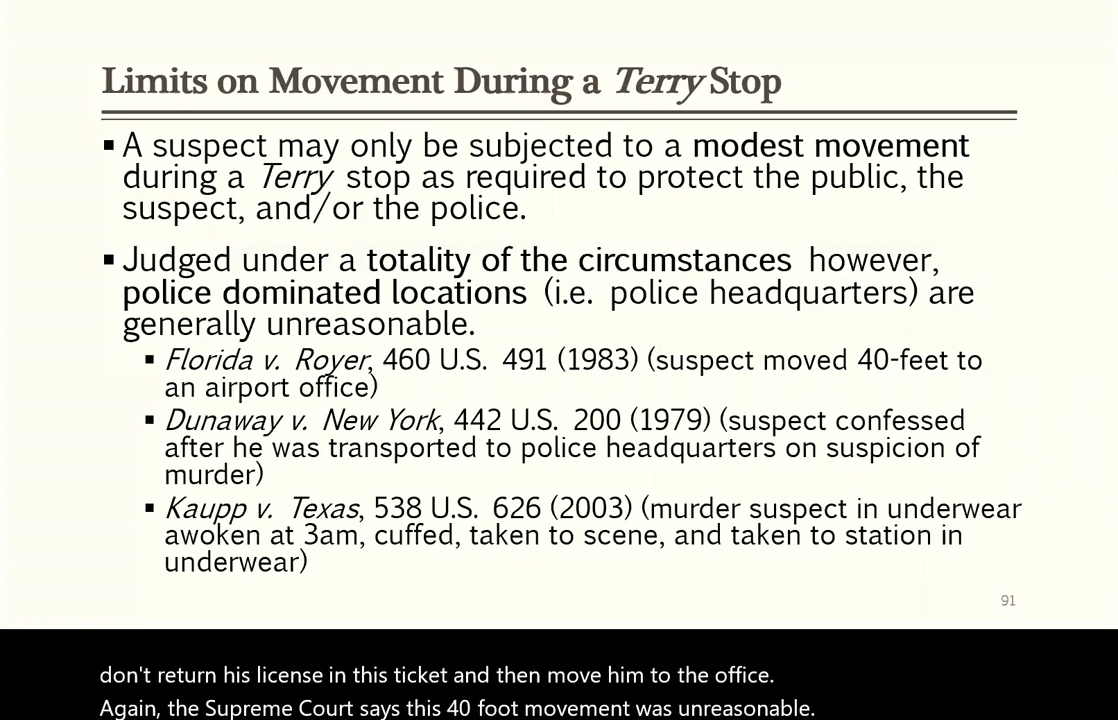 Limits on Movement During a Terry Stop
▪ A suspect may only be subjected to a modest movement
during a Terry stop as required to protect the public, the
suspect, and/or the police.
▪ Judged under a totality of the circumstances however,
police dominated locations (i.e. police headquarters) are
generally unreasonable.
▪ Florida v. Royer, 460 U.S. 491 (1983) (suspect moved 40-feet to
an airport office)
▪ Dunaway v. New York, 442 U.S. 200 (1979) (suspect confessed
after he was transported to police headquarters on suspicion of
murder)
▪ Kaupp v. Texas, 538 U.S. 626 (2003) (murder suspect in underwear
awoken at 3am, cuffed, taken to scene, and taken to station in
underwear)
91
don't return his license in this ticket and then move him to the office.
Again, the Supreme Court says this 40 foot movement was unreasonable.